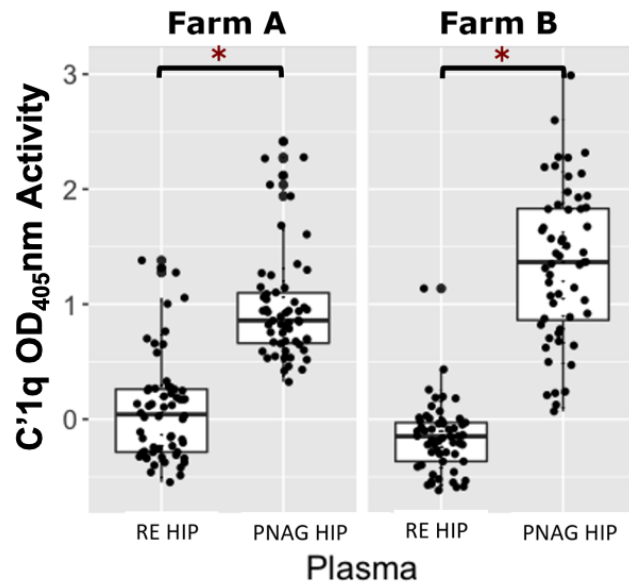 Farm A Farm B
* *
3
2
1
0
C'1q OD₄₀₅nm Activity
RE HIP PNAG HIP RE HIP PNAG HIP
Plasma